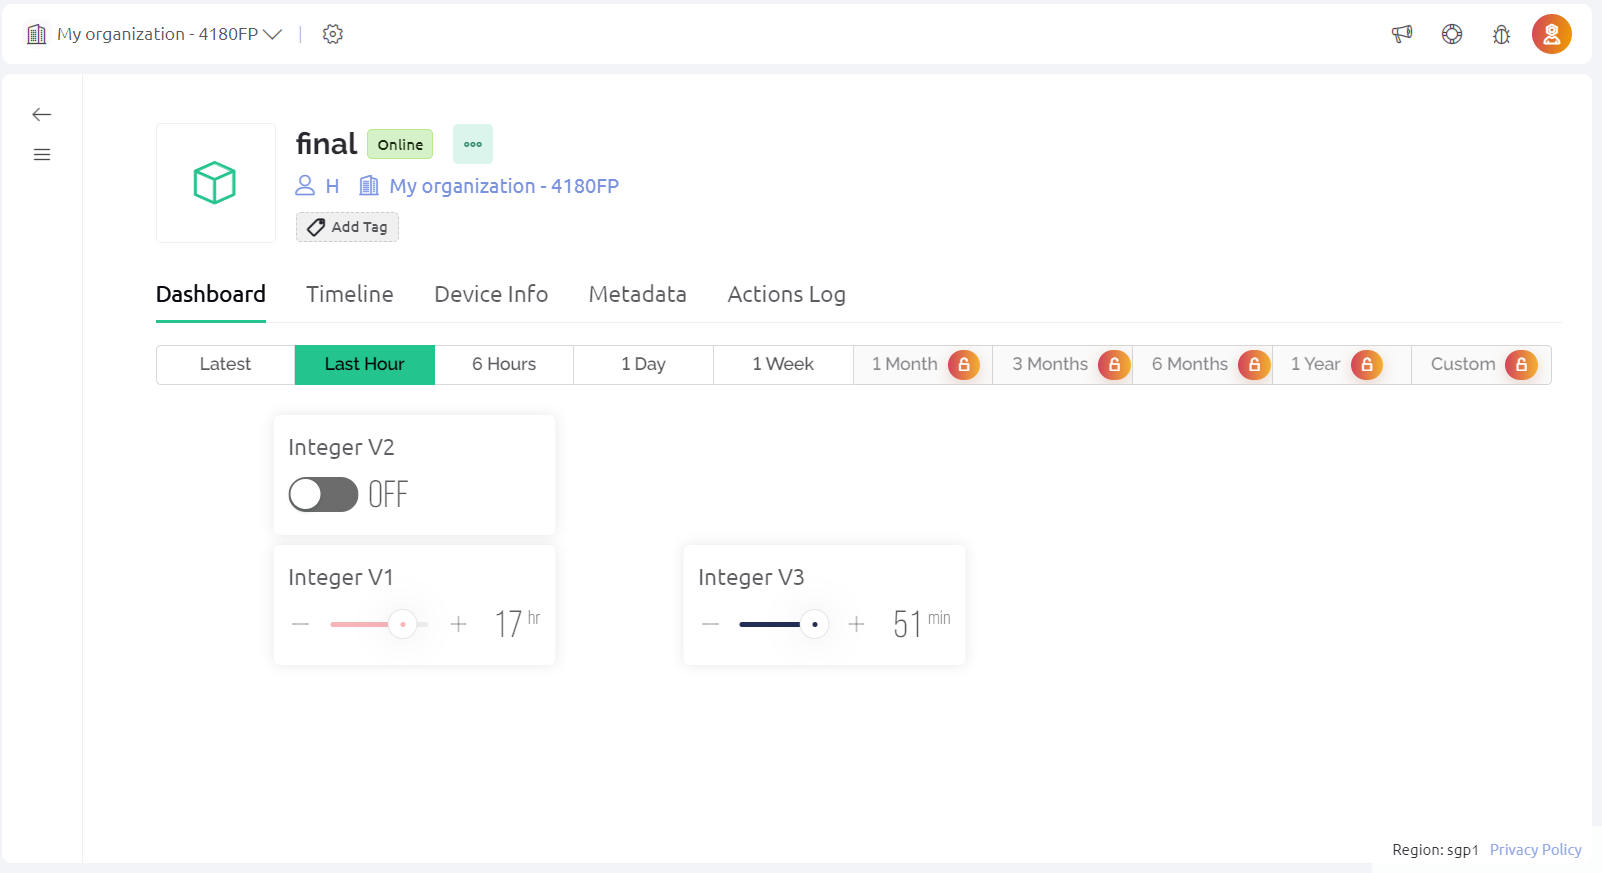 My organization - 4180FP
final Online
H My organization - 4180FP
Add Tag
Dashboard Timeline Device Info Metadata Actions Log
Latest Last Hour 6 Hours 1 Day 1 Week 1 Month 3 Months 6 Months 1 Year Custom
Integer V2
OFF
Integer V1
17 hr
Integer V3
51 min
Region: sgp1 Privacy Policy